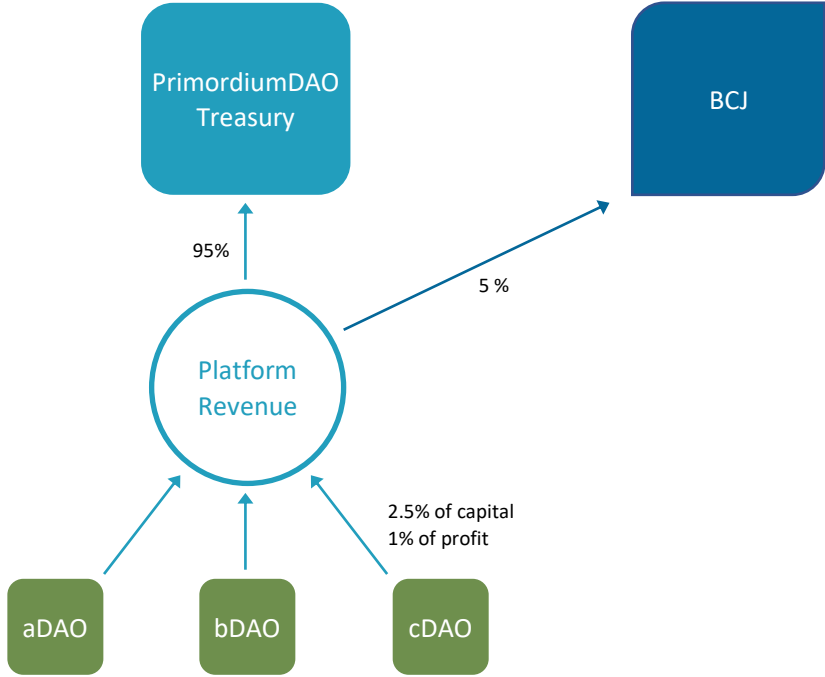 PrimordiumDAO
Treasury
BCJ
95%
5 %
Platform
Revenue
2.5% of capital
1% of profit
aDAO
bDAO
cDAO